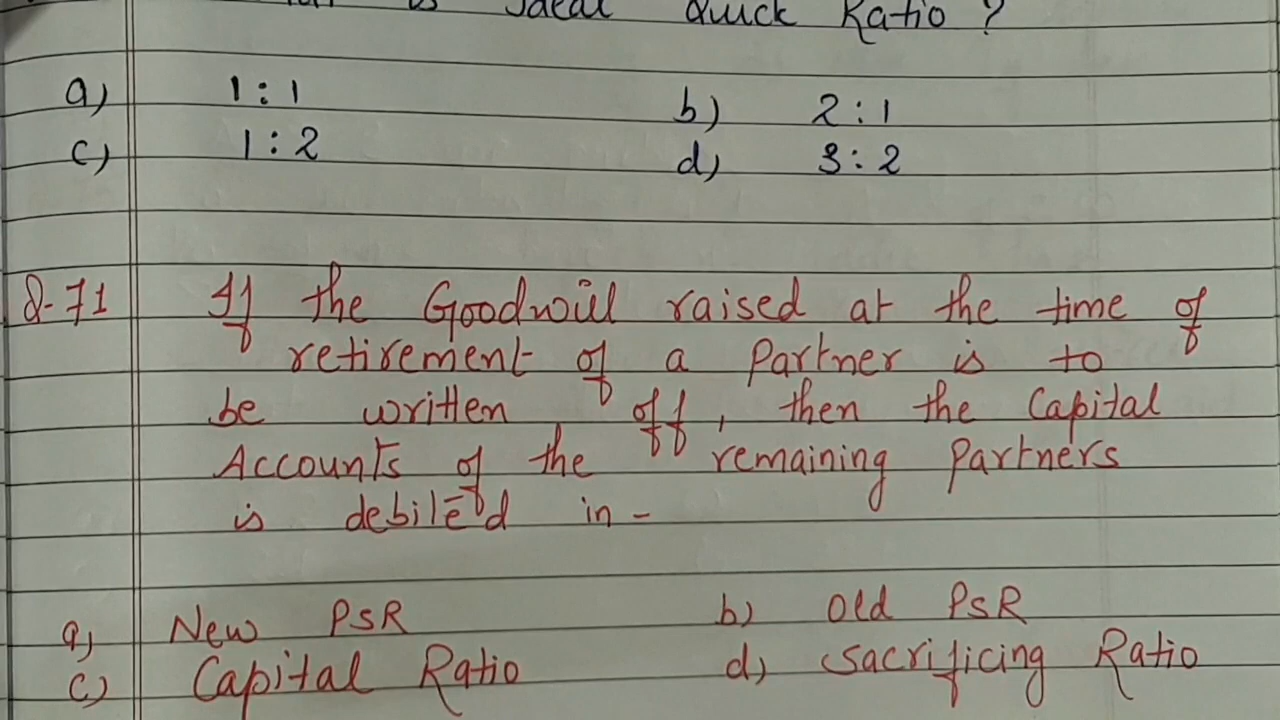 is Ideal Quick Ratio ?
a) 1 : 1 b) 2 : 1
c) 1 : 2 d) 3 : 2
Q-71 If the Goodwill raised at the time of
retirement of a Partner is to
be written off, then the Capital
Accounts of the remaining Partners
is debited in -
a) New PSR b) Old PSR
c) Capital Ratio d) Sacrificing Ratio